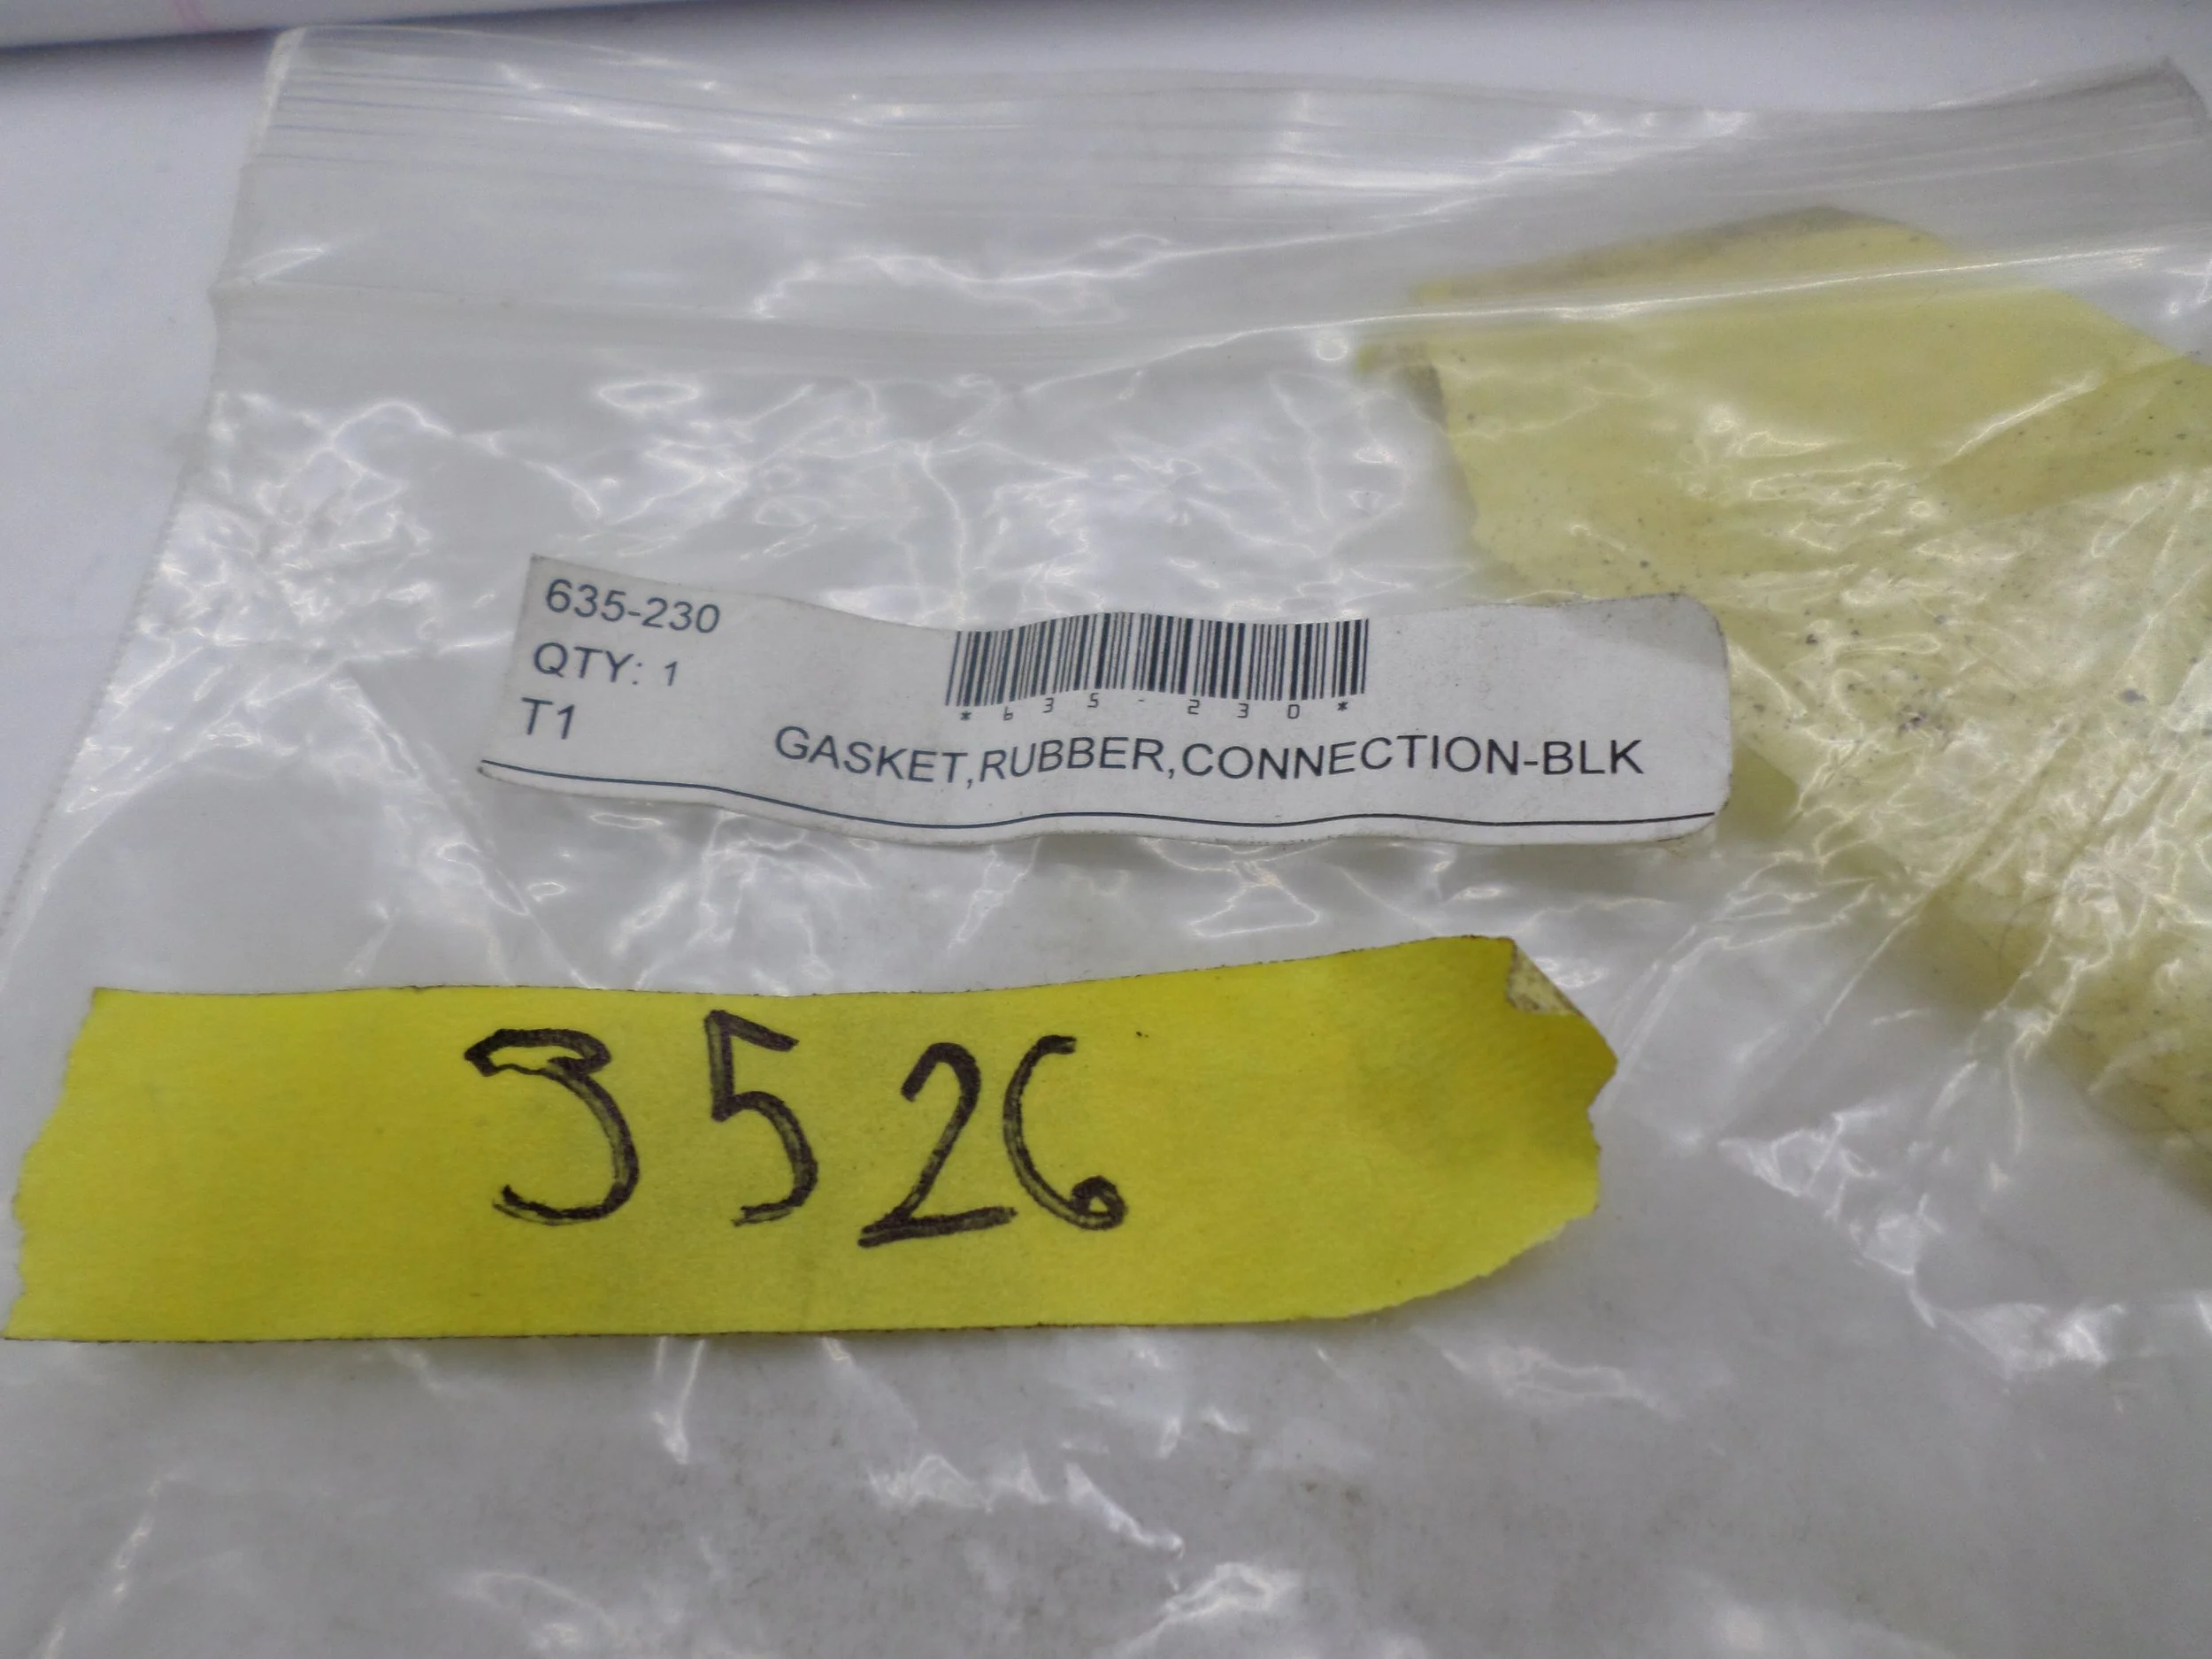 635-230
QTY: 1
T1
*635-230*
GASKET,RUBBER,CONNECTION-BLK
3526